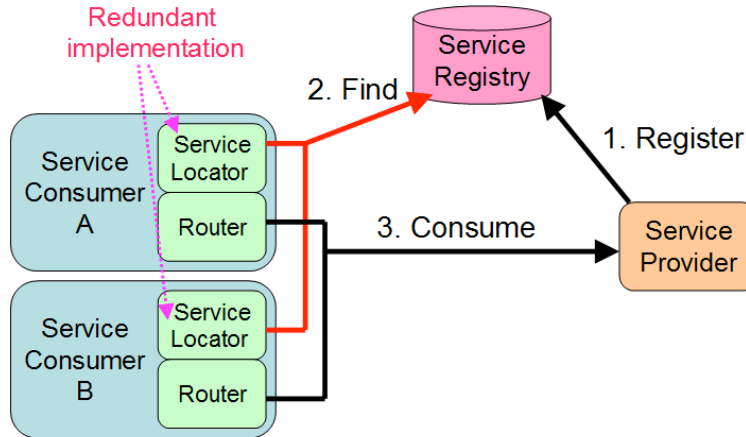 Redundant
implementation
Service
Registry
2. Find
1. Register
Service
Consumer
A
Service
Locator
Router
3. Consume
Service
Provider
Service
Consumer
B
Service
Locator
Router